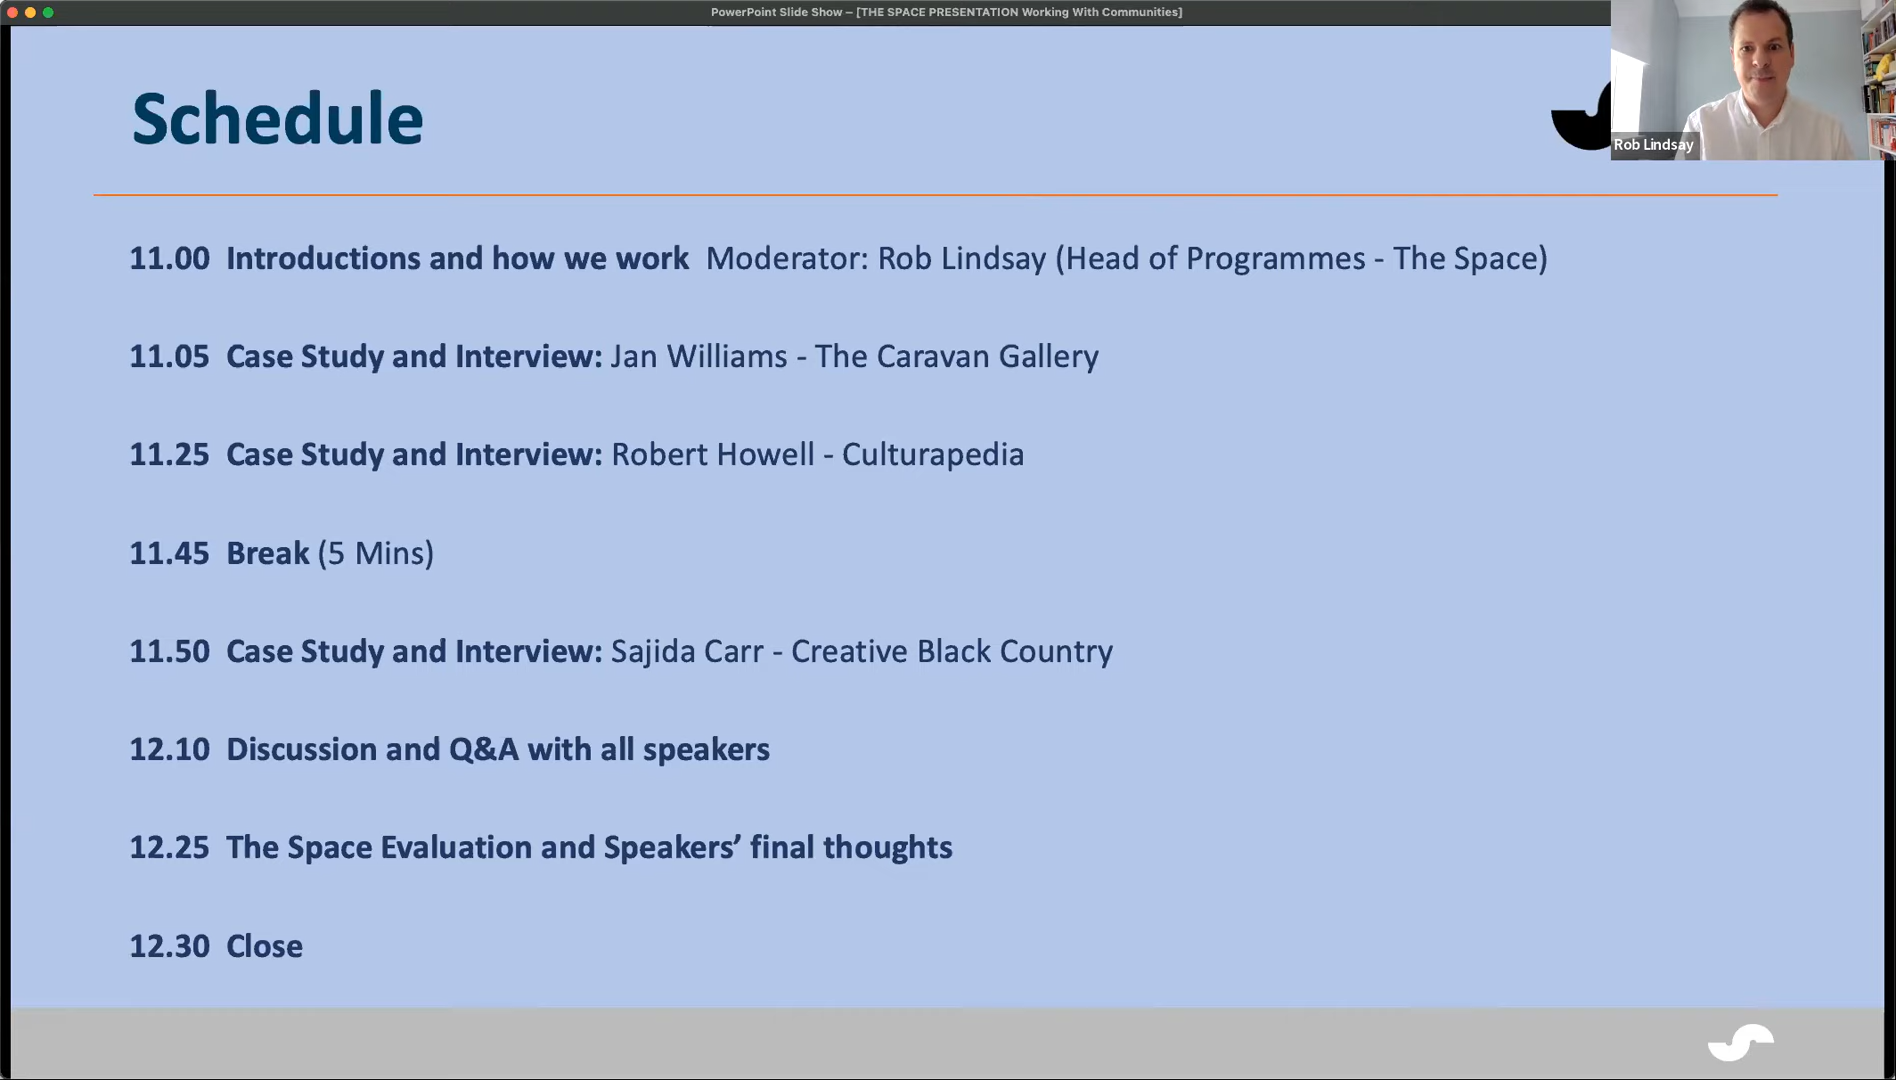 PowerPoint Slide Show – [THE SPACE PRESENTATION Working With Communities]
Schedule
Rob Lindsay
11.00 Introductions and how we work Moderator: Rob Lindsay (Head of Programmes - The Space)
11.05 Case Study and Interview: Jan Williams - The Caravan Gallery
11.25 Case Study and Interview: Robert Howell - Culturapedia
11.45 Break (5 Mins)
11.50 Case Study and Interview: Sajida Carr - Creative Black Country
12.10 Discussion and Q&A with all speakers
12.25 The Space Evaluation and Speakers’ final thoughts
12.30 Close